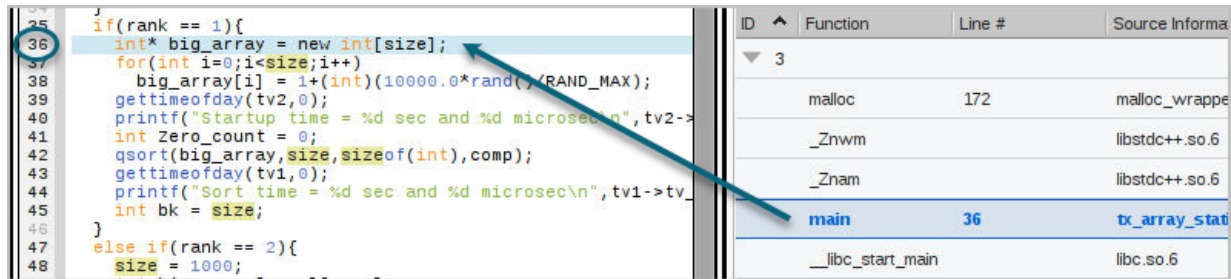 35 if(rank == 1){
36 int* big_array = new int[size];
37 for(int i=0;i<size;i++)
38 big_array[i] = 1+(int)(10000.0*rand()/RAND_MAX);
39 gettimeofday(tv2,0);
40 printf("Startup time = %d sec and %d microsec\n",tv2->
41 int Zero_count = 0;
42 qsort(big_array,size,sizeof(int),comp);
43 gettimeofday(tv1,0);
44 printf("Sort time = %d sec and %d microsec\n",tv1->tv_
45 int bk = size;
46 }
47 else if(rank == 2){
48 size = 1000;
ID Function Line # Source Informa
3
malloc 172 malloc_wrappe
_Znwm libstdc++.so.6
_Znam libstdc++.so.6
main 36 tx_array_stati
__libc_start_main libc.so.6